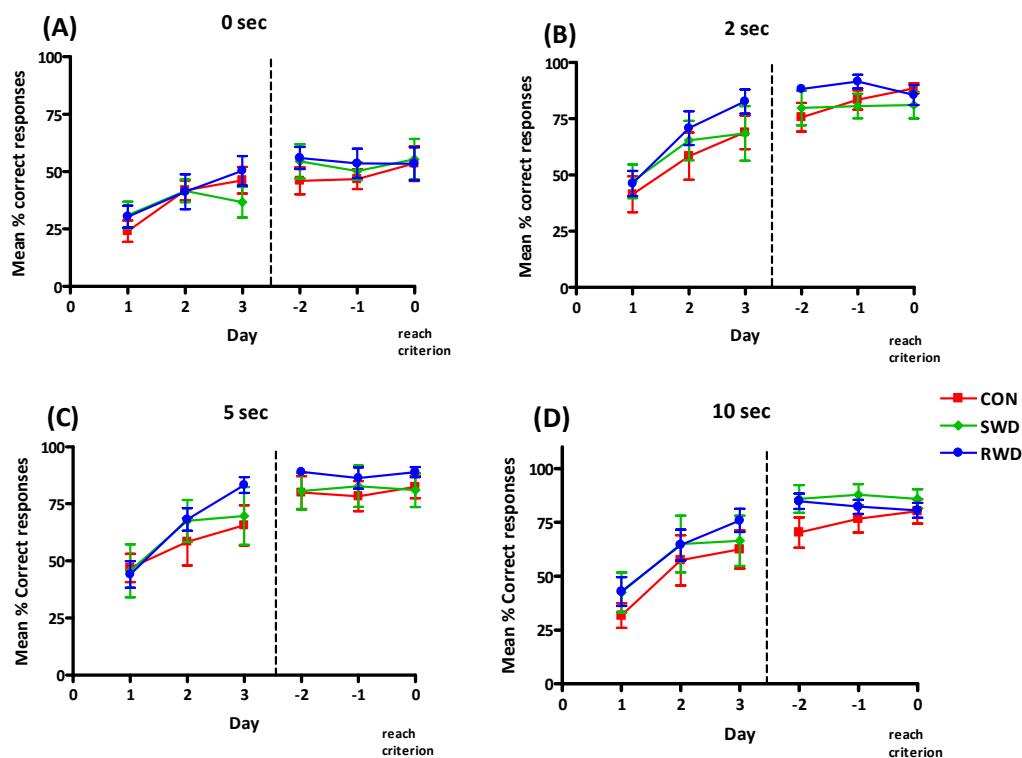 (A)
0 sec
Mean % correct responses
100
75
50
25
0
0 1 2 3 -2 -1 0
Day
reach
criterion
(B)
2 sec
Mean % correct responses
100
75
50
25
0
0 1 2 3 -2 -1 0
Day
reach
criterion
(C)
5 sec
Mean % Correct responses
100
75
50
25
0
0 1 2 3 -2 -1 0
Day
reach
criterion
(D)
10 sec
Mean % Correct responses
100
75
50
25
0
0 1 2 3 -2 -1 0
Day
reach
criterion
CON
SWD
RWD